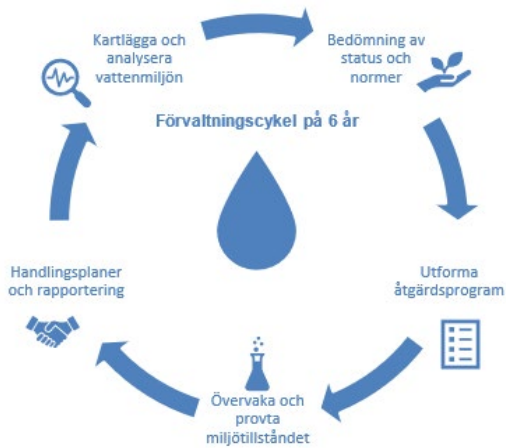 Kartlägga och
analysera
vattenmiljön
Bedömning av
status och
normer
Förvaltningscykel på 6 år
Utforma
åtgärdsprogram
Övervaka och
provta
miljötillståndet
Handlingsplaner
och rapportering